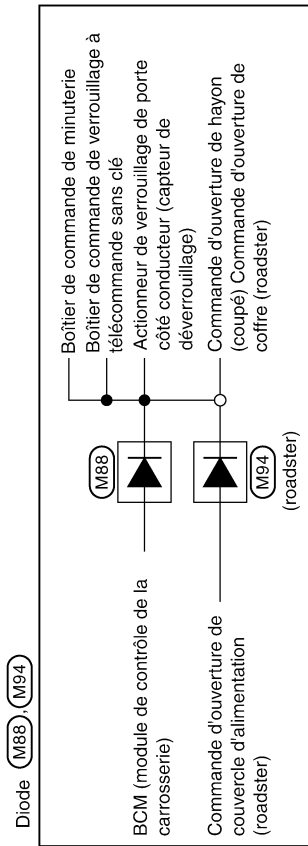 Diode M88, M94
BCM (module de contrôle de la
carrosserie)
Commande d'ouverture de
couvercle d'alimentation
(roadster)
M88
M94
(roadster)
Boîtier de commande de minuterie
Boîtier de commande de verrouillage à
télécommande sans clé
Actionneur de verrouillage de porte
côté conducteur (capteur de
déverrouillage)
Commande d'ouverture de hayon
(coupé) Commande d'ouverture de
coffre (roadster)